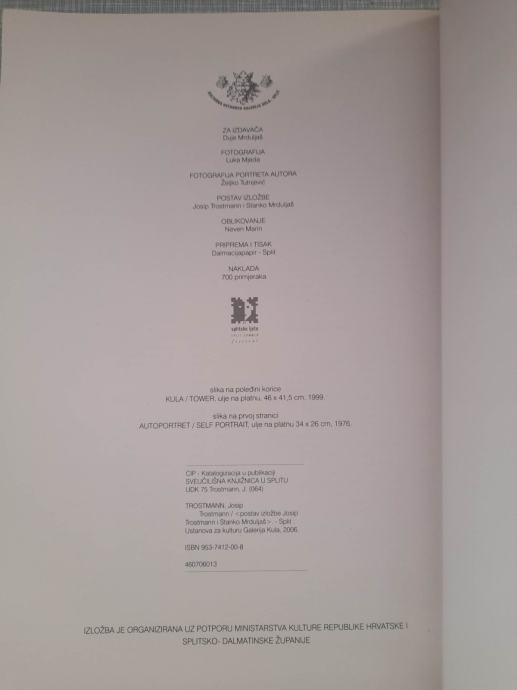 ZA IZDAVAČA
Duje Mrduljaš
FOTOGRAFIJA
Luka Mjeda
FOTOGRAFIJA PORTRETA AUTORA
Željko Tutnjević
POSTAV IZLOŽBE
Josip Trostmann i Stanko Mrduljaš
OBLIKOVANJE
Neven Marin
PRIPREMA I TISAK
Dalmacijapapir - Split
NAKLADA
700 primjeraka
splitsko ljeto
split summer
festival
slika na poleđini korice
KULA / TOWER, ulje na platnu, 46 x 41,5 cm, 1999.
slika na prvoj stranici
AUTOPORTRET / SELF PORTRAIT, ulje na platnu 34 x 26 cm, 1976.
CIP - Katalogizacija u publikaciji
SVEUČILIŠNA KNJIŽNICA U SPLITU
UDK 75 Trostmann, J. (064)
TROSTMANN, Josip
Trostmann / <postav izložbe Josip
Trostmann i Stanko Mrduljaš>. - Split
Ustanova za kulturu Galerija Kula, 2006.
ISBN 953-7412-00-8
460706013
IZLOŽBA JE ORGANIZIRANA UZ POTPORU MINISTARSTVA KULTURE REPUBLIKE HRVATSKE I
SPLITSKO- DALMATINSKE ŽUPANIJE